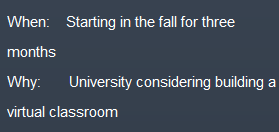 When: Starting in the fall for three
months
Why: University considering building a
virtual classroom